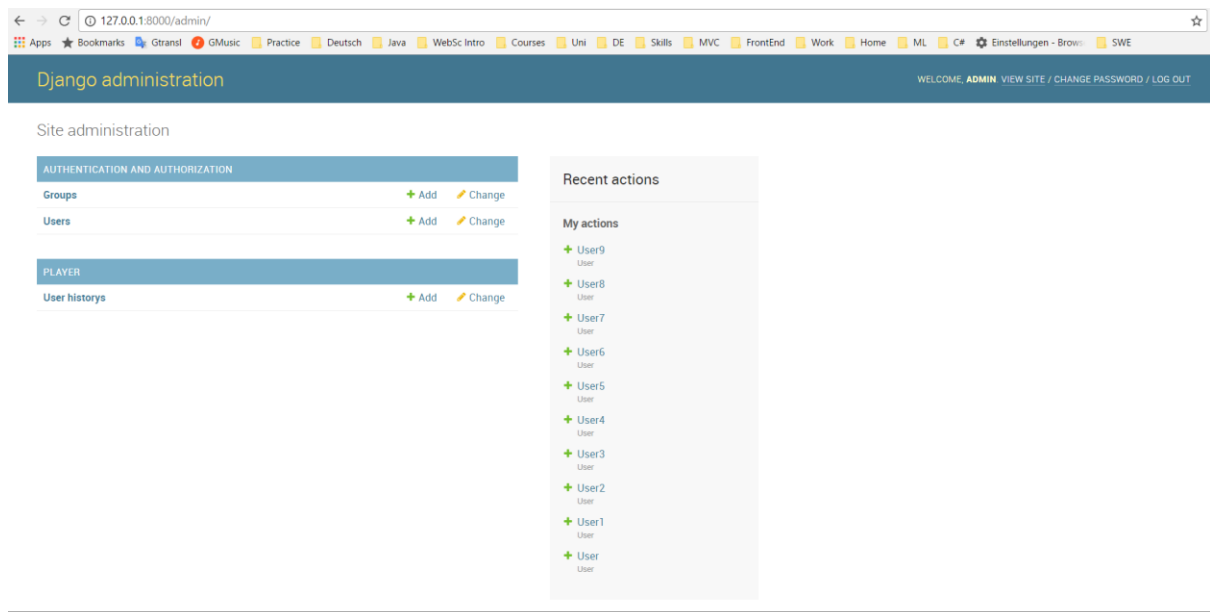 127.0.0.1:8000/admin/
Apps Bookmarks Gtransl GMusic Practice Deutsch Java WebSc Intro Courses Uni DE Skills MVC FrontEnd Work Home ML C# Einstellungen - Brows SWE
Django administration
WELCOME, ADMIN. VIEW SITE / CHANGE PASSWORD / LOG OUT
Site administration
AUTHENTICATION AND AUTHORIZATION
Groups Add Change
Users Add Change
PLAYER
User historys Add Change
Recent actions
My actions
User9
User
User8
User
User7
User
User6
User
User5
User
User4
User
User3
User
User2
User
User1
User
User
User